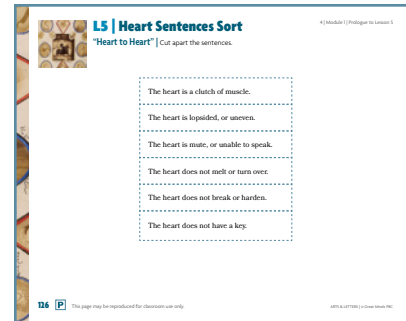 L5 | Heart Sentences Sort
4 | Module 1 | Prologue to Lesson 5
"Heart to Heart" | Cut apart the sentences.
The heart is a clutch of muscle.
The heart is lopsided, or uneven.
The heart is mute, or unable to speak.
The heart does not melt or turn over.
The heart does not break or harden.
The heart does not have a key.
126 P This page may be reproduced for classroom use only.
ARTS & LETTERS | © Great Minds PBC